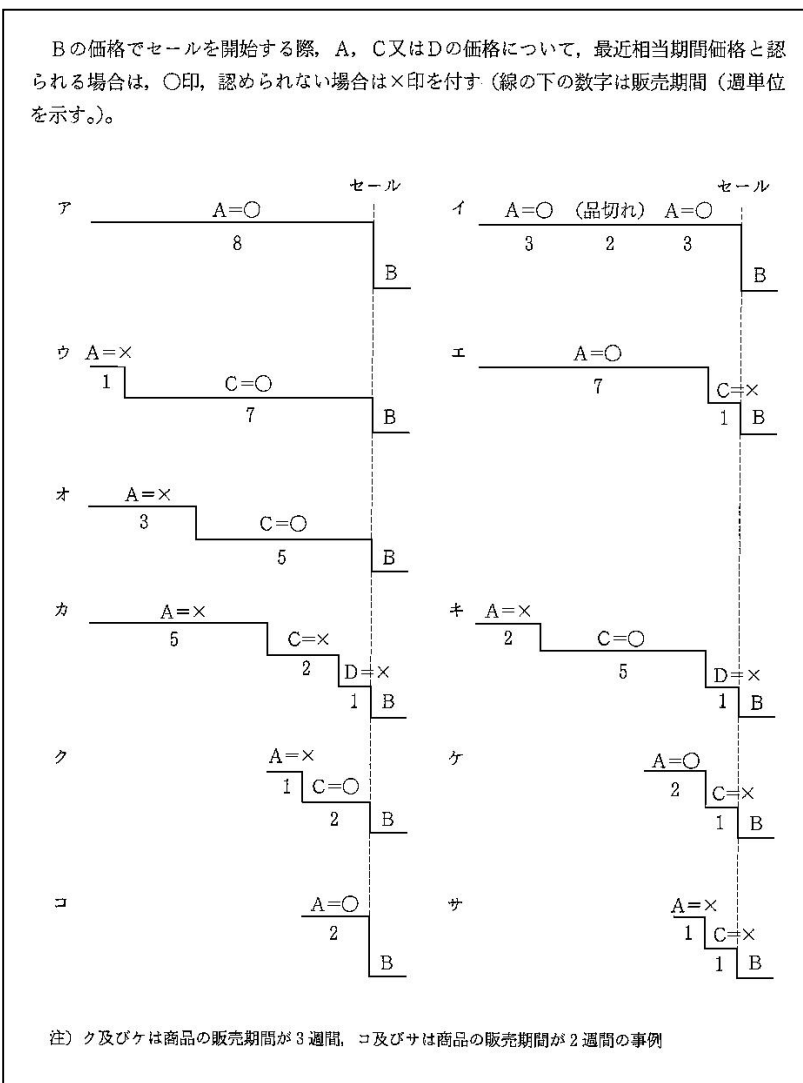 Bの価格でセールを開始する際，A，C又はDの価格について，最近相当期間価格と認
られる場合は，〇印，認められない場合は×印を付す（線の下の数字は販売期間（週単位
を示す。）。
セール
ア
A=〇
8
B
セール
イ
A=〇 （品切れ） A=〇
3 2 3
B
ウ
A=×
1
C=〇
7
B
エ
A=〇
7
C=×
1
B
オ
A=×
3
C=〇
5
B
カ
A=×
5
C=×
2
D=×
1
B
キ
A=×
2
C=〇
5
D=×
1
B
ク
A=×
1
C=〇
2
B
ケ
A=〇
2
C=×
1
B
コ
A=〇
2
B
サ
A=×
1
C=×
1
B
注）ク及びケは商品の販売期間が3週間，コ及びサは商品の販売期間が2週間の事例